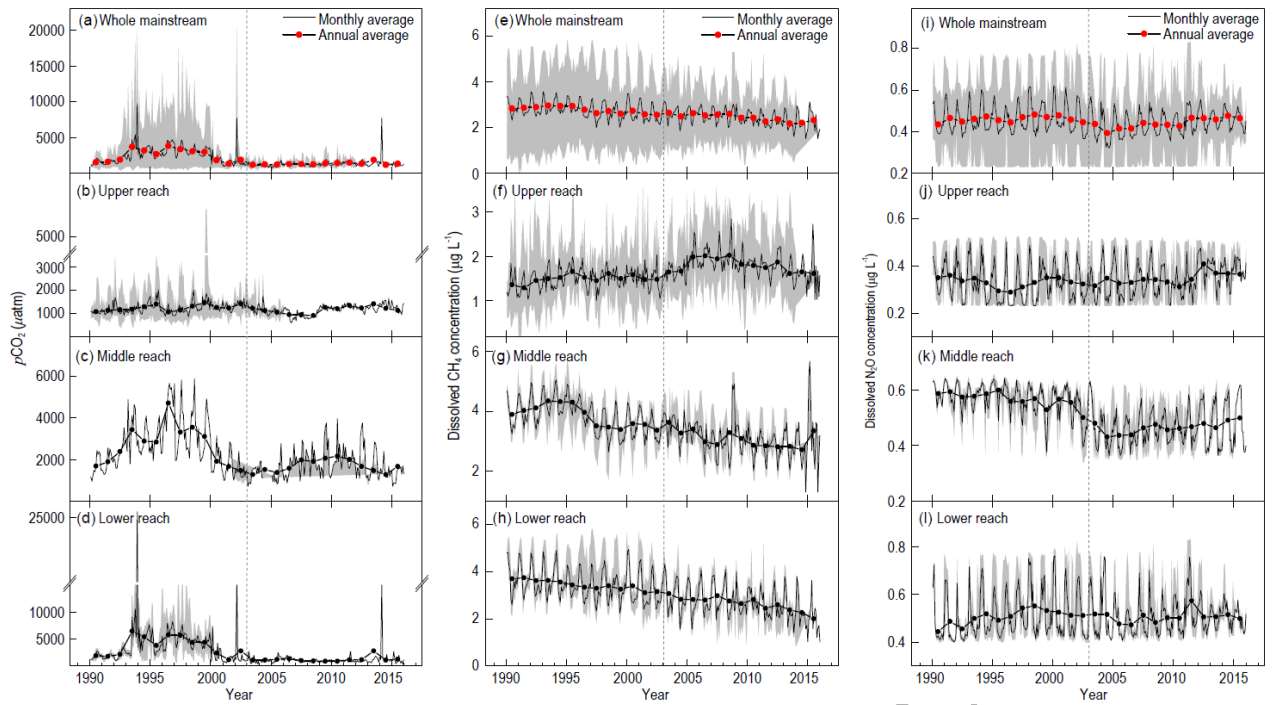 (a) Whole mainstream
Monthly average
Annual average
20000
15000
10000
5000
(b) Upper reach
5000
3000
2000
1000
(c) Middle reach
6000
4000
2000
(d) Lower reach
25000
10000
5000
pCO2 (μatm)
1990 1995 2000 2005 2010 2015
Year
(e) Whole mainstream
Monthly average
Annual average
6
4
2
0
(f) Upper reach
3
2
1
0
(g) Middle reach
6
4
2
(h) Lower reach
6
4
2
0
Dissolved CH4 concentration (μg L-1)
1990 1995 2000 2005 2010 2015
Year
(i) Whole mainstream
Monthly average
Annual average
0.8
0.6
0.4
0.2
(j) Upper reach
0.6
0.4
0.2
(k) Middle reach
0.6
0.4
0.2
(l) Lower reach
0.8
0.6
0.4
Dissolved N2O concentration (μg L-1)
1990 1995 2000 2005 2010 2015
Year